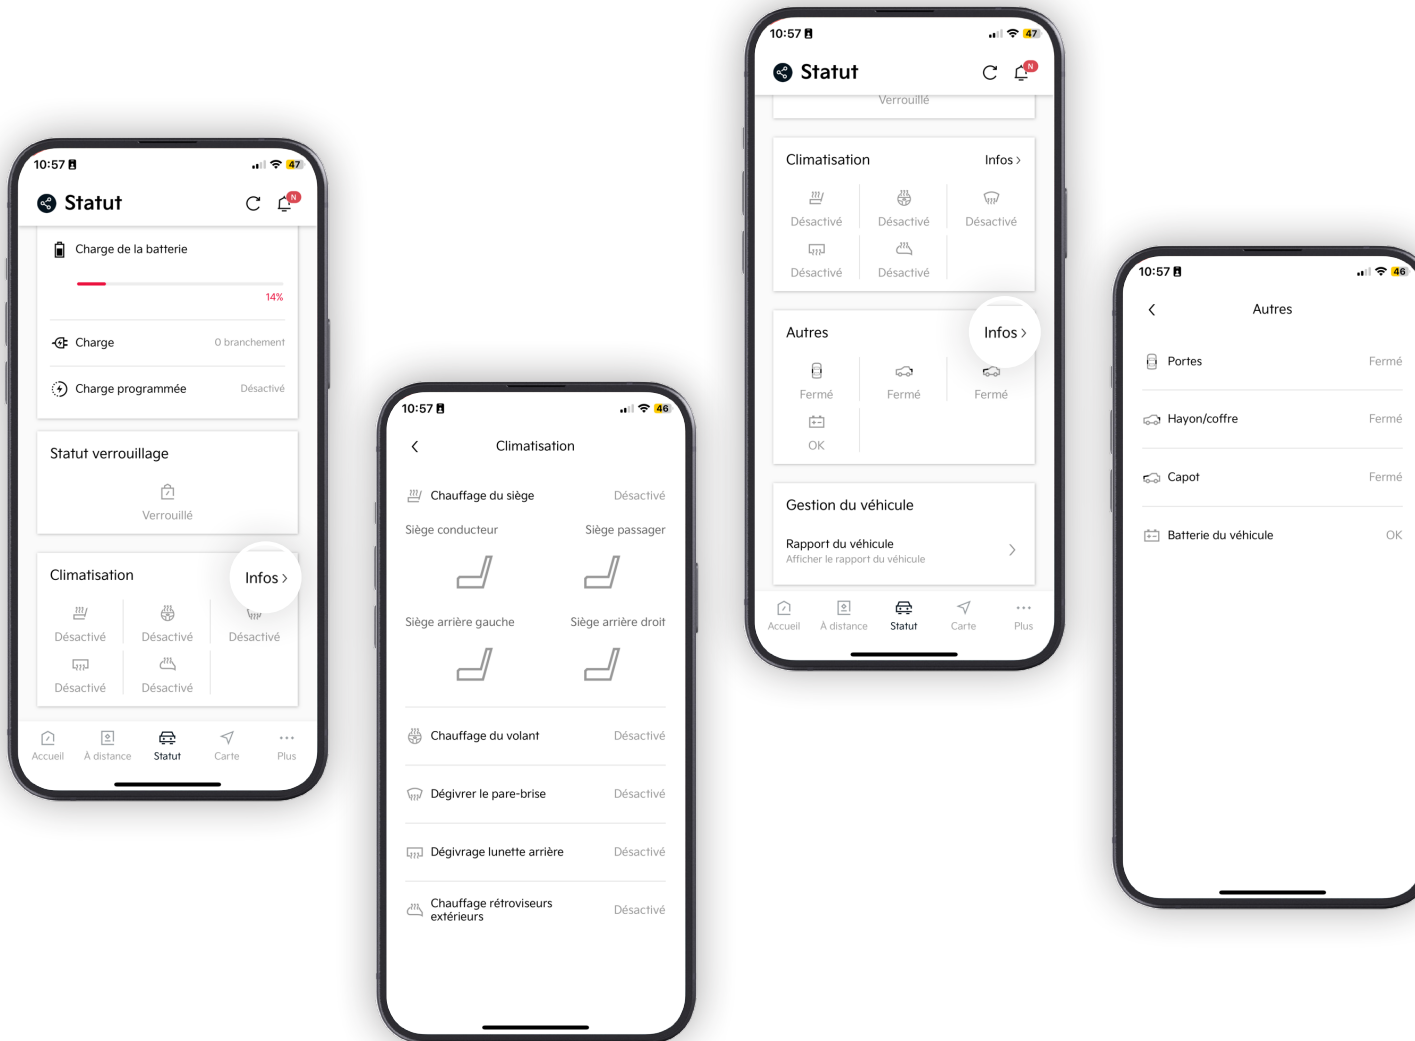 10:57
47
Statut
N
Charge de la batterie
14%
Charge
0 branchement
Charge programmée
Désactivé
Statut verrouillage
Verrouillé
Climatisation
Infos >
Désactivé
Désactivé
Désactivé
Désactivé
Désactivé
Accueil
À distance
Statut
Carte
Plus
10:57
46
Climatisation
Chauffage du siège
Désactivé
Siège conducteur
Siège passager
Siège arrière gauche
Siège arrière droit
Chauffage du volant
Désactivé
Dégivrer le pare-brise
Désactivé
Dégivrage lunette arrière
Désactivé
Chauffage rétroviseurs
extérieurs
Désactivé
10:57
47
Statut
N
Verrouillé
Climatisation
Infos >
Désactivé
Désactivé
Désactivé
Désactivé
Désactivé
Autres
Infos >
Fermé
Fermé
Fermé
OK
Gestion du véhicule
Rapport du véhicule
Afficher le rapport du véhicule
Accueil
À distance
Statut
Carte
Plus
10:57
46
Autres
Portes
Fermé
Hayon/coffre
Fermé
Capot
Fermé
Batterie du véhicule
OK